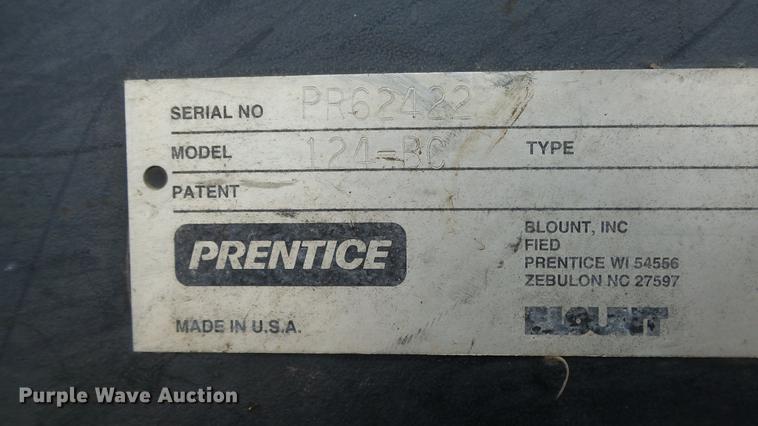 SERIAL NO PR62422
MODEL 124-BC TYPE
PATENT
PRENTICE
BLOUNT, INC
FIED
PRENTICE WI 54556
ZEBULON NC 27597
MADE IN U.S.A.
BLOUNT
Purple Wave Auction